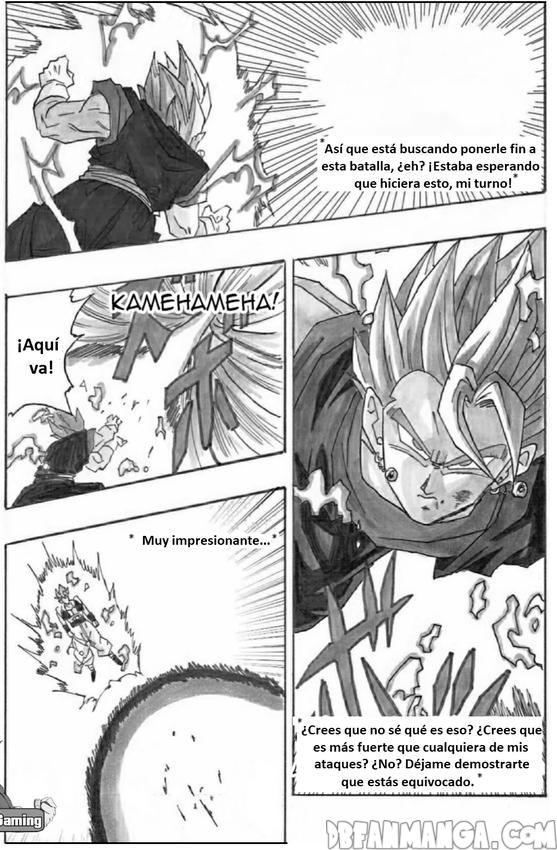 *Así que está buscando ponerle fin a
esta batalla, ¿eh? ¡Estaba esperando
que hiciera esto, mi turno!*
KAMEHAMEHA!
¡Aquí
va!
* Muy impresionante...*
* ¿Crees que no sé qué es eso? ¿Crees que
es más fuerte que cualquiera de mis
ataques? ¿No? Déjame demostrarte
que estás equivocado. *
Gaming
DBFANMANGA.COM